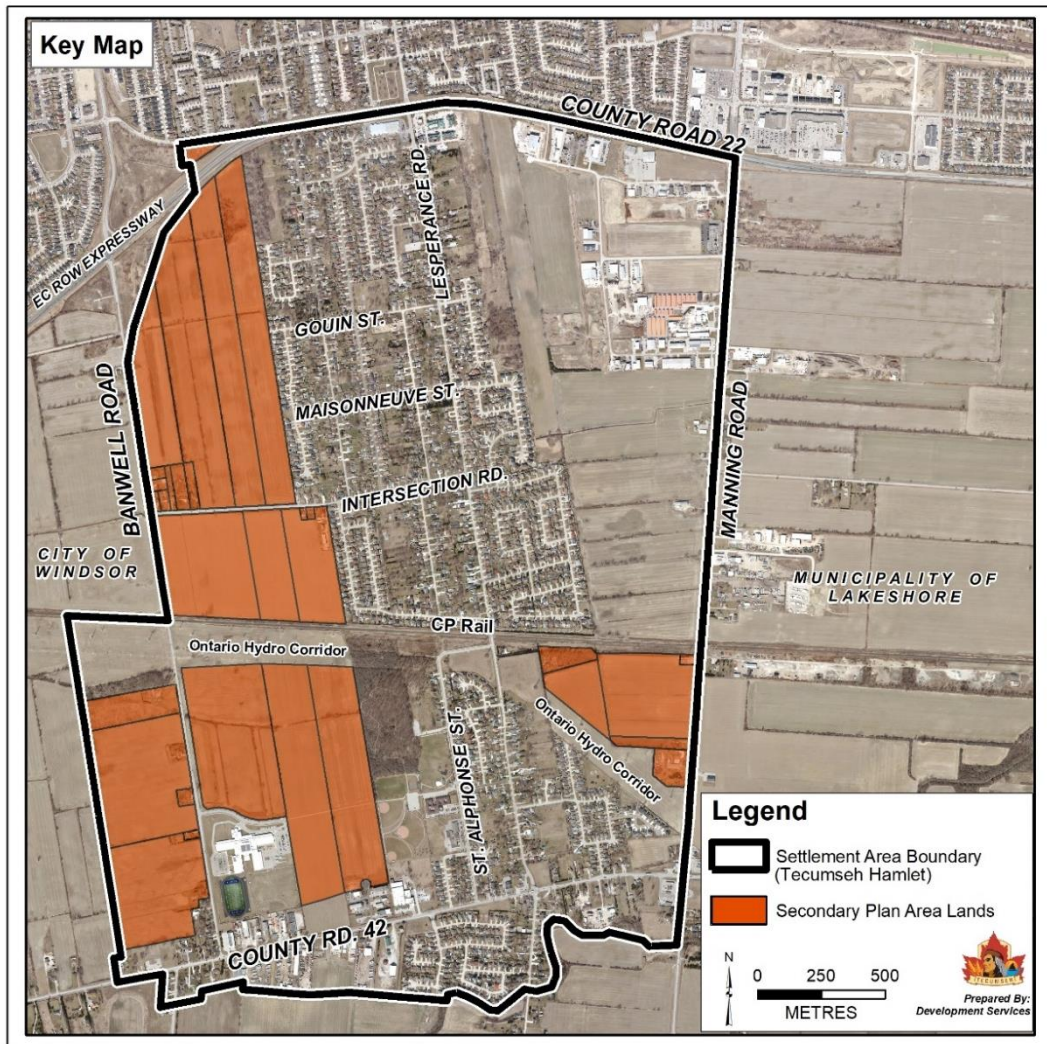 Key Map
COUNTY ROAD 22
LESPERANCE RD.
EC ROW EXPRESSWAY
GOUIN ST.
MAISONNEUVE ST.
BANWELL ROAD
MANNING ROAD
INTERSECTION RD.
CITY OF
WINDSOR
MUNICIPALITY OF
LAKESHORE
CP Rail
Ontario Hydro Corridor
ST. ALPHONSE ST.
Ontario Hydro Corridor
COUNTY RD. 42
Legend
Settlement Area Boundary
(Tecumseh Hamlet)
Secondary Plan Area Lands
N
0 250 500
METRES
TECUMSEH
Prepared By:
Development Services